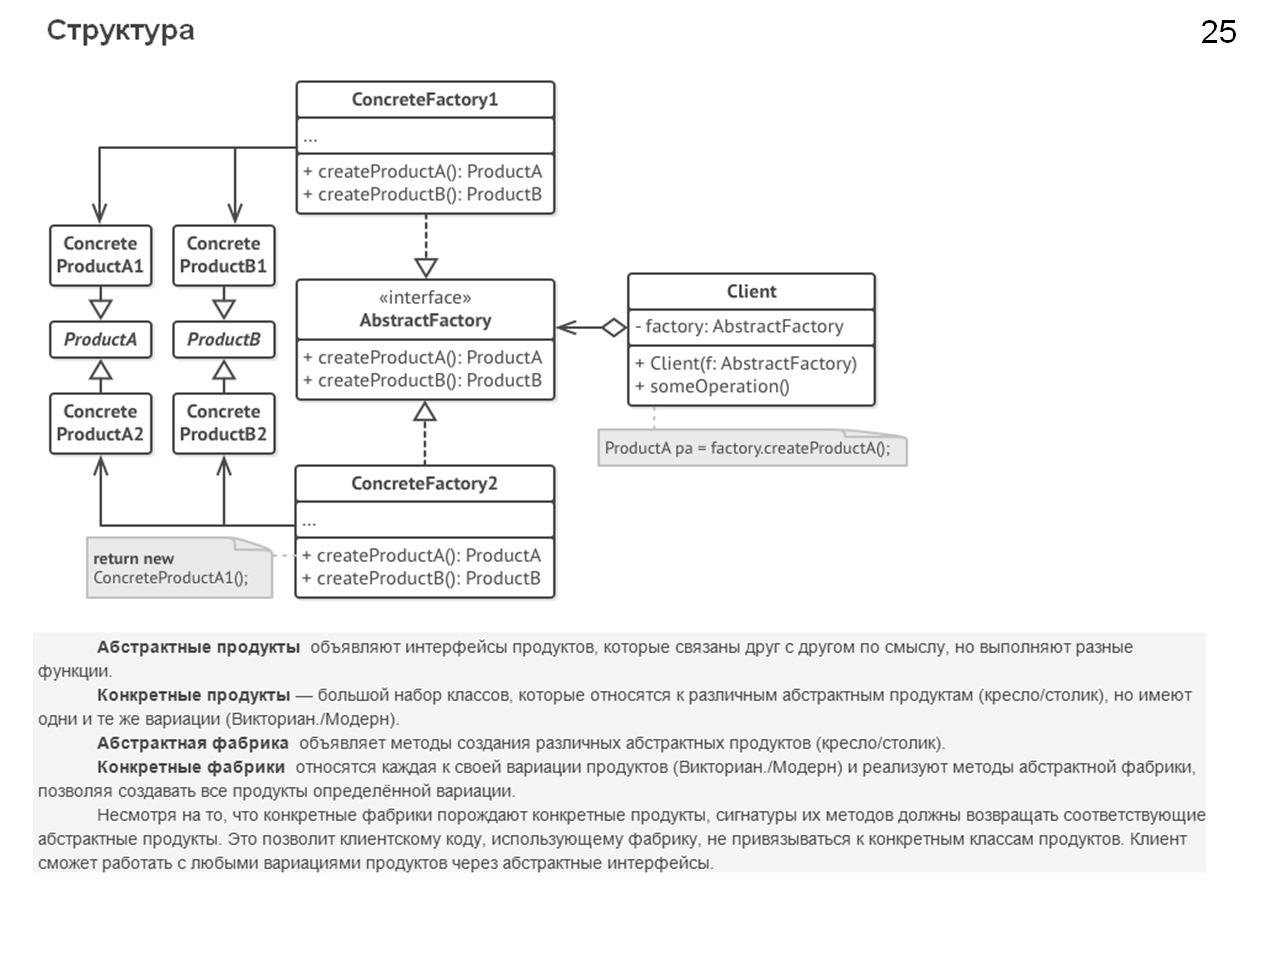 Структура
25
ConcreteFactory1
...
+ createProductA(): ProductA
+ createProductB(): ProductB
Concrete
ProductA1
Concrete
ProductB1
ProductA
ProductB
Concrete
ProductA2
Concrete
ProductB2
«interface»
AbstractFactory
+ createProductA(): ProductA
+ createProductB(): ProductB
Client
- factory: AbstractFactory
+ Client(f: AbstractFactory)
+ someOperation()
ProductA pa = factory.createProductA();
ConcreteFactory2
...
+ createProductA(): ProductA
+ createProductB(): ProductB
return new
ConcreteProductA1();
Абстрактные продукты объявляют интерфейсы продуктов, которые связаны друг с другом по смыслу, но выполняют разные
функции.
Конкретные продукты — большой набор классов, которые относятся к различным абстрактным продуктам (кресло/столик), но имеют
одни и те же вариации (Викториан./Модерн).
Абстрактная фабрика объявляет методы создания различных абстрактных продуктов (кресло/столик).
Конкретные фабрики относятся каждая к своей вариации продуктов (Викториан./Модерн) и реализуют методы абстрактной фабрики,
позволяя создавать все продукты определённой вариации.
Несмотря на то, что конкретные фабрики порождают конкретные продукты, сигнатуры их методов должны возвращать соответствующие
абстрактные продукты. Это позволит клиентскому коду, использующему фабрику, не привязываться к конкретным классам продуктов. Клиент
сможет работать с любыми вариациями продуктов через абстрактные интерфейсы.